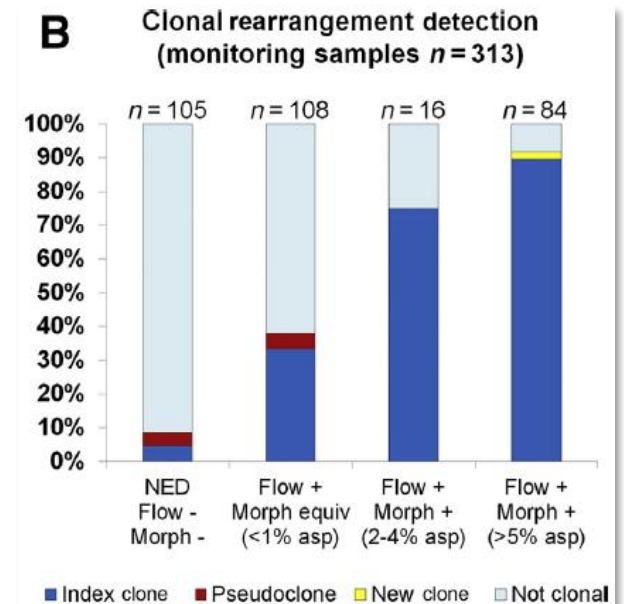 B
Clonal rearrangement detection
(monitoring samples n = 313)
n = 105 n = 108 n = 16 n = 84
100%
90%
80%
70%
60%
50%
40%
30%
20%
10%
0%
NED Flow + Flow + Flow +
Flow - Morph equiv Morph + Morph +
Morph - (<1% asp) (2-4% asp) (>5% asp)
Index clone Pseudoclone New clone Not clonal